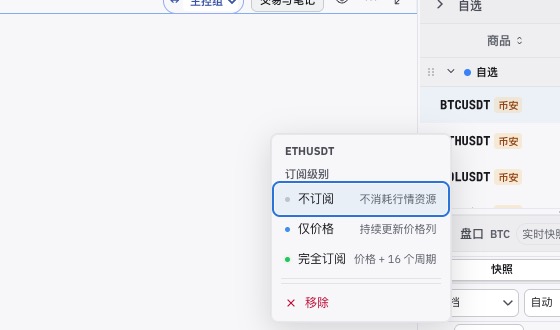 主控组
交易与笔记
自选
商品
自选
BTCUSDT 币安
THUSDT 币安
LUSDT 币安
ETHUSDT
订阅级别
不订阅 不消耗行情资源
仅价格 持续更新价格列
完全订阅 价格 + 16 个周期
移除
盘口 BTC 实时快照
快照
自动